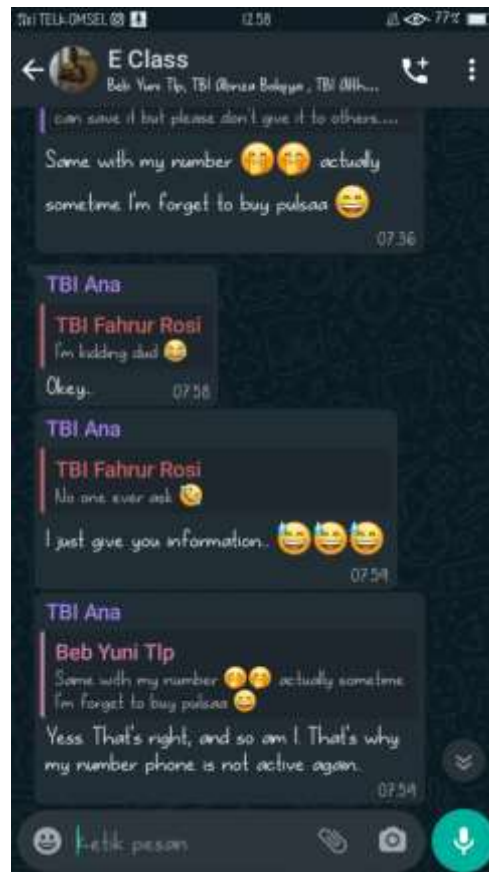 TELKOMSEL
12.58
77%
E Class
Beb Yuni Tlp, TBI
can save it but please don't give it to others....
Same with my number 🤭🤭 actually
sometime I'm forget to buy pulsaa 😄
07.36
TBI Ana
TBI Fahrur Rosi
I'm kidding dud 😂
Okey..
07.58
TBI Ana
TBI Fahrur Rosi
No one ever ask
I just give you information.. 😅😅😅
07.59
TBI Ana
Beb Yuni Tlp
Same with my number 🤭🤭 actually sometime
I'm forget to buy pulsaa 😄
Yess. That's right, and so am I. That's why
my number phone is not active again.
07.59
Ketik pesan